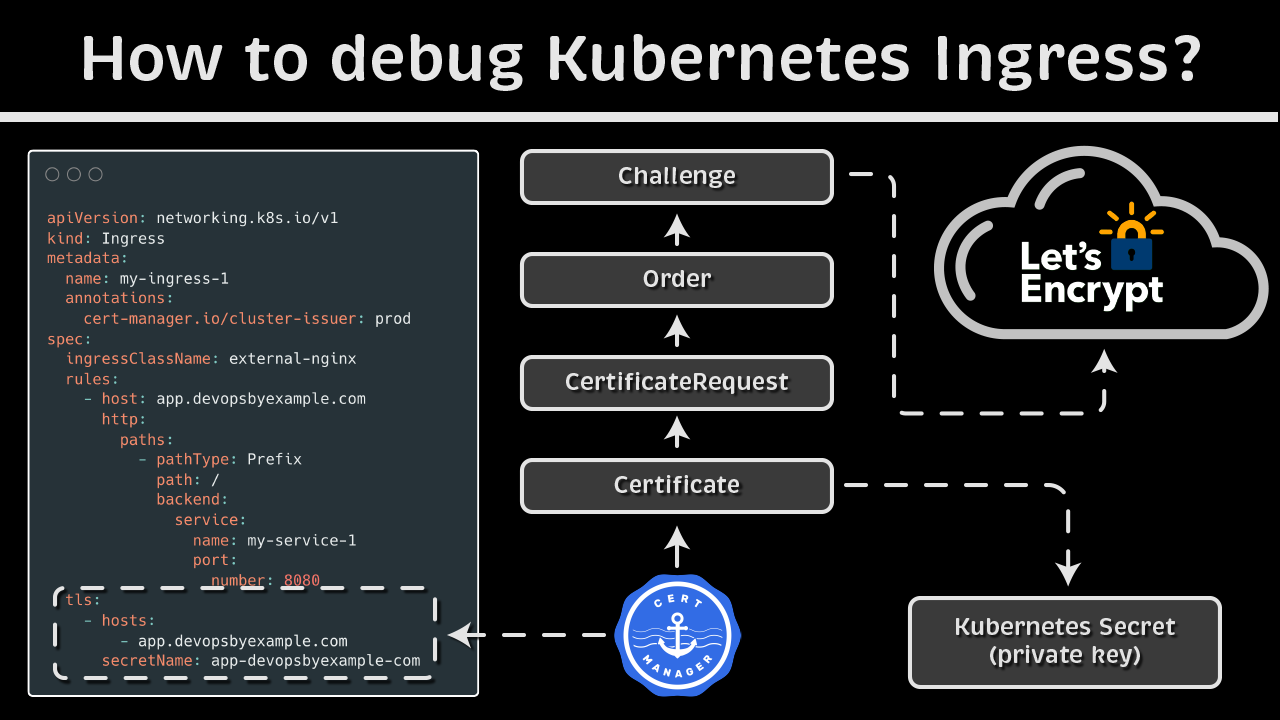 How to debug Kubernetes Ingress?
apiVersion: networking.k8s.io/v1
kind: Ingress
metadata:
  name: my-ingress-1
  annotations:
    cert-manager.io/cluster-issuer: prod
spec:
  ingressClassName: external-nginx
  rules:
    - host: app.devopsbyexample.com
      http:
        paths:
          - pathType: Prefix
            path: /
            backend:
              service:
                name: my-service-1
                port:
                  number: 8080
  tls:
    - hosts:
        - app.devopsbyexample.com
      secretName: app-devopsbyexample-com
Challenge
Order
CertificateRequest
Certificate
CERT
MANAGER
Let's
Encrypt
Kubernetes Secret
(private key)